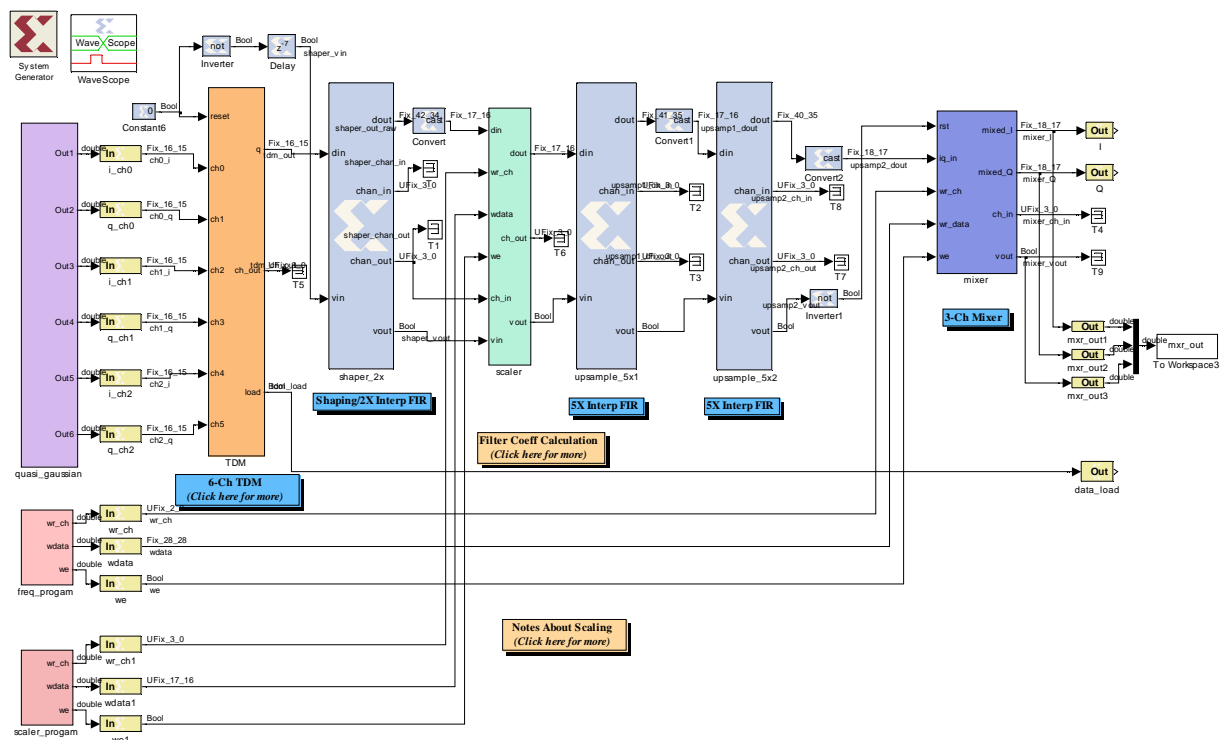 System
Generator
Wave Scope
WaveScope
not
Inverter
Bool
z-7
Delay
Bool
shaper_vin
0
Constant6
Bool
Out1
Out2
Out3
Out4
Out5
Out6
quasi_gaussian
double
In
i_ch0
Fix_16_15
ch0_i
double
In
q_ch0
Fix_16_15
ch0_q
double
In
i_ch1
Fix_16_15
ch1_i
double
In
q_ch1
Fix_16_15
ch1_q
double
In
i_ch2
Fix_16_15
ch2_i
double
In
q_ch2
Fix_16_15
ch2_q
reset
ch0
ch1
ch2
ch3
ch4
ch5
q
ch_out
load
TDM
Fix_16_15
tdm_out
T5
6-Ch TDM
(Click here for more)
din
vin
dout
chan_in
chan_out
vout
shaper_2x
Fix_42_34
shaper_out_raw
cast
Convert
Fix_17_16
shaper_chan_in
UFix_3_0
T
shaper_chan_out
UFix_3_0
T1
Bool
shaper_vout
Shaping/2X Interp FIR
din
wr_ch
wdata
we
ch_in
vin
dout
ch_out
vout
scaler
Fix_17_16
UFix_3_0
T6
Bool
din
vin
dout
chan_in
chan_out
vout
upsample_5x1
Fix_41_35
cast
Convert1
Fix_17_16
upsamp1_dout
T2
T3
Bool
5X Interp FIR
din
vin
dout
chan_in
chan_out
vout
upsample_5x2
Fix_40_35
cast
Convert2
Fix_18_17
upsamp2_dout
UFix_3_0
upsamp2_ch_in
T8
UFix_3_0
upsamp2_ch_out
T7
Bool
upsamp2_vout
not
Inverter1
Bool
5X Interp FIR
rst
iq_in
wr_ch
wr_data
we
mixed_I
mixed_Q
ch_in
vout
mixer
Fix_18_17
mixer_I
Out
I
Fix_18_17
mixer_Q
Out
Q
UFix_3_0
mixer_ch_in
T4
Bool
mixer_vout
T9
3-Ch Mixer
Out
double
mxr_out1
Out
double
mxr_out2
Out
double
mxr_out3
double
mxr_out
To Workspace3
Filter Coeff Calculation
(Click here for more)
Out
data_load
wr_ch
wdata
we
freq_progam
double
In
wr_ch
double
In
wdata
Fix_28_28
wdata
double
In
we
Bool
we
Notes About Scaling
(Click here for more)
wr_ch
wdata
we
scaler_progam
double
In
wr_ch1
UFix_3_0
double
In
wdata1
UFix_17_16
double
In
we1
Bool